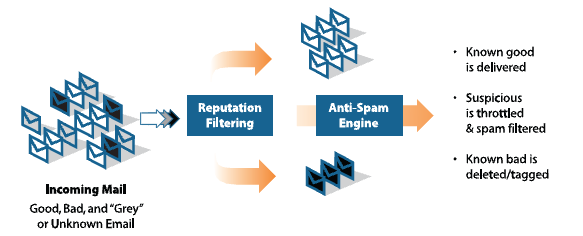 Incoming Mail
Good, Bad, and “Grey”
or Unknown Email
Reputation
Filtering
Anti-Spam
Engine
• Known good
is delivered
• Suspicious
is throttled
& spam filtered
• Known bad is
deleted/tagged